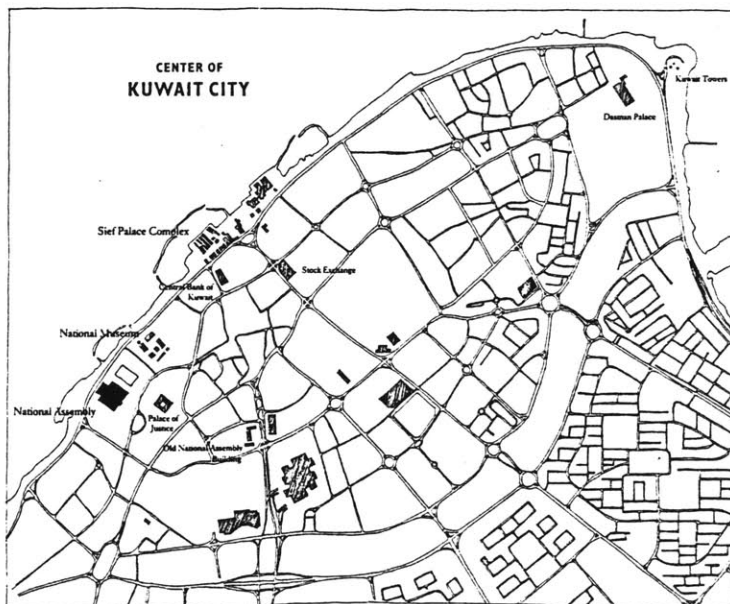 CENTER OF
KUWAIT CITY
Kuwait Towers
Dasman Palace
Sief Palace Complex
Stock Exchange
Central Bank of
Kuwait
National Museum
National Assembly
Palace of
Justice
Old National Assembly
Building